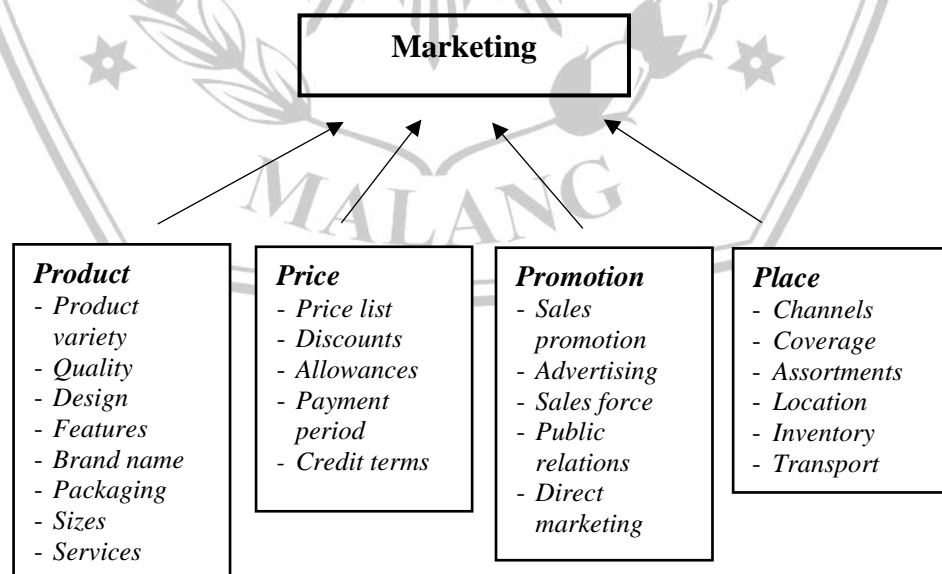 Marketing
MALANG
Product
- Product
variety
- Quality
- Design
- Features
- Brand name
- Packaging
- Sizes
- Services
Price
- Price list
- Discounts
- Allowances
- Payment
period
- Credit terms
Promotion
- Sales
promotion
- Advertising
- Sales force
- Public
relations
- Direct
marketing
Place
- Channels
- Coverage
- Assortments
- Location
- Inventory
- Transport